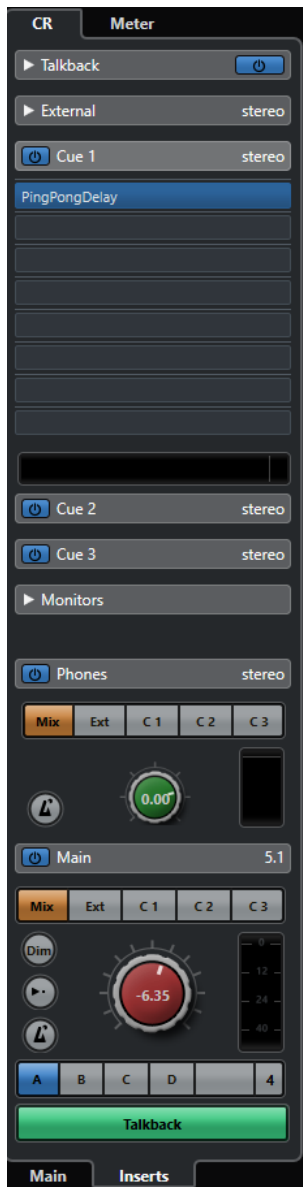 CR Meter
Talkback
External stereo
Cue 1 stereo
PingPongDelay
Cue 2 stereo
Cue 3 stereo
Monitors
Phones stereo
Mix Ext C 1 C 2 C 3
0.00
Main 5.1
Mix Ext C 1 C 2 C 3
Dim
0
12
-6.35
24
40
A B C D 4
Talkback
Main Inserts